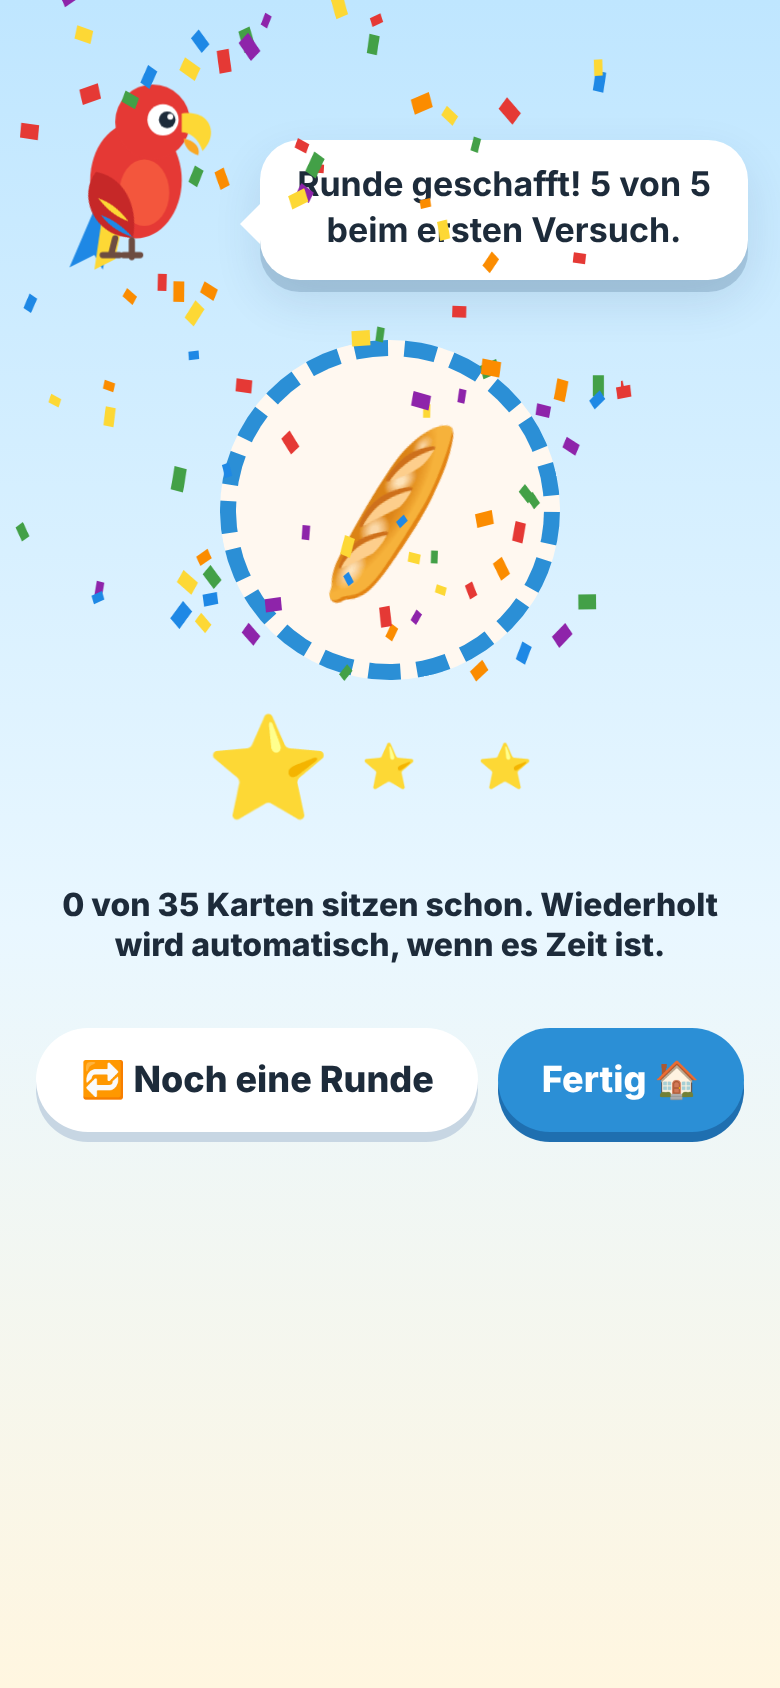 Runde geschafft! 5 von 5
beim ersten Versuch.
0 von 35 Karten sitzen schon. Wiederholt
wird automatisch, wenn es Zeit ist.
Noch eine Runde
Fertig